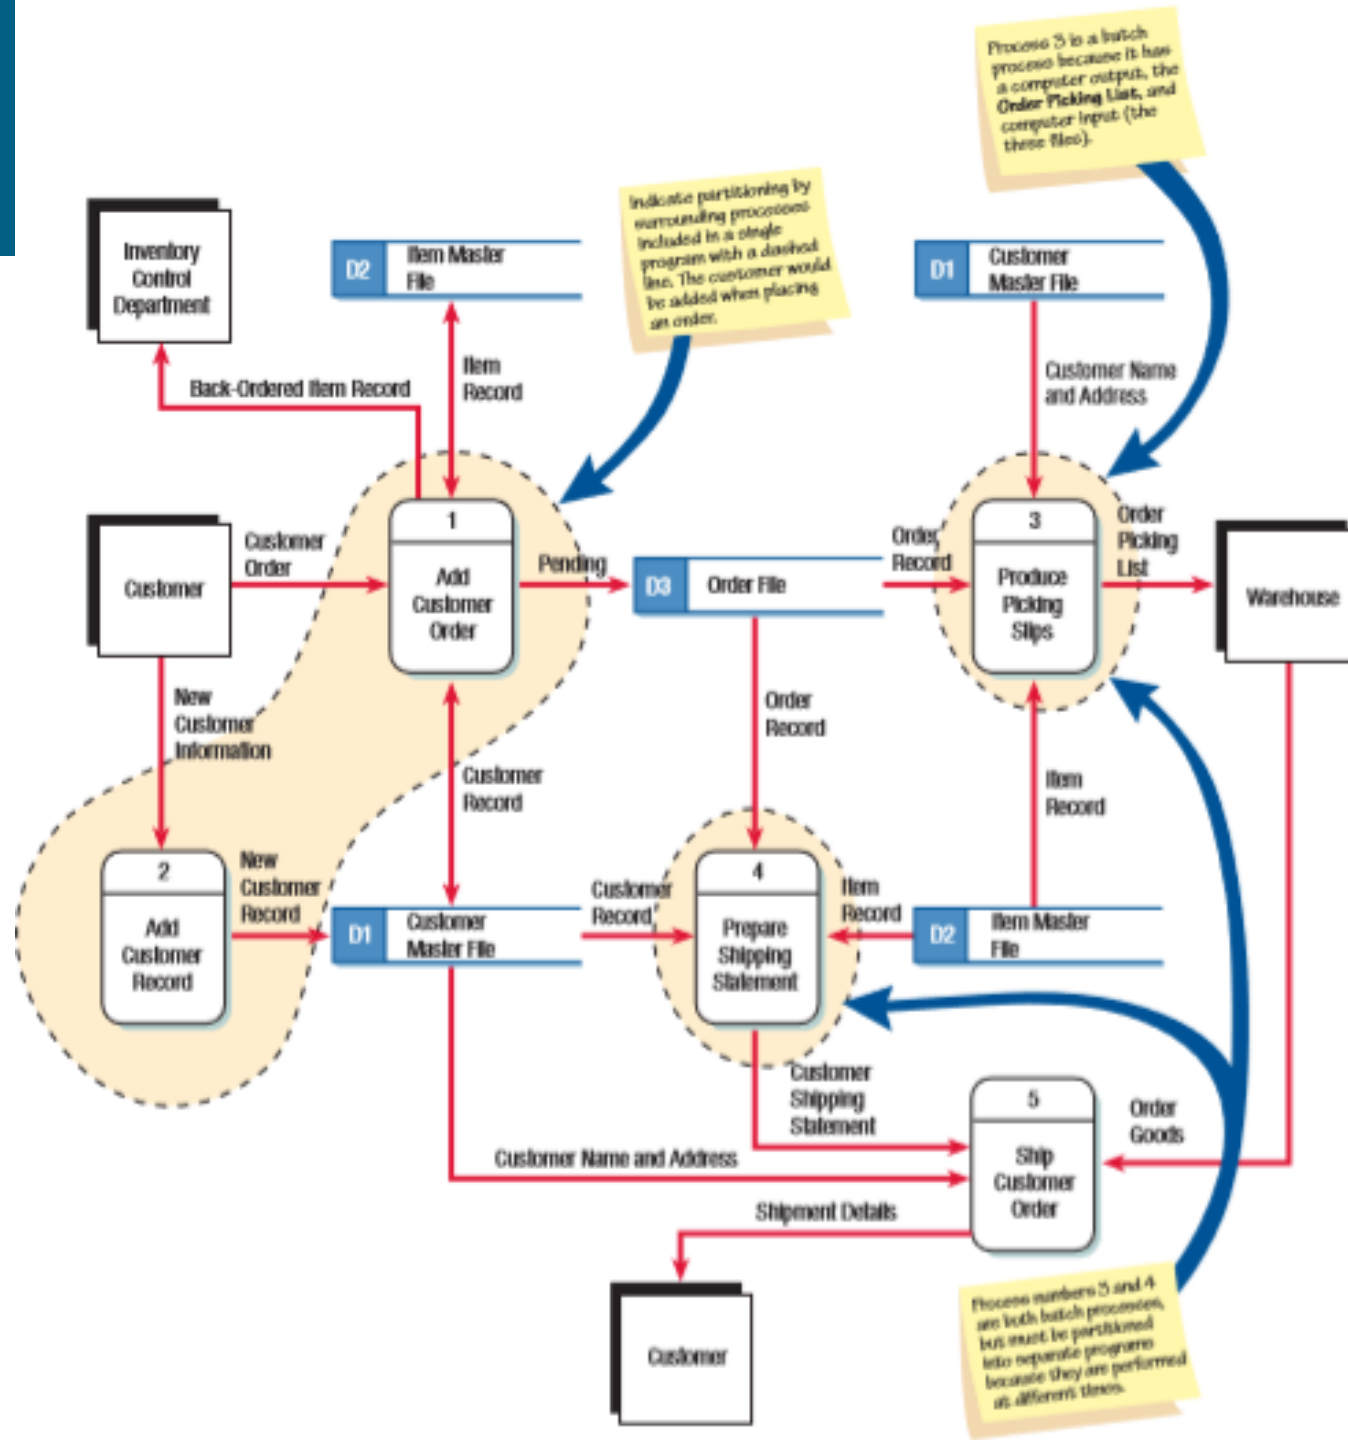 Process 3 is a batch
process because it has
a computer output, the
Order Picking List, and
computer input (the
three files).
Indicate partitioning by
surrounding processes
included in a single
program with a dashed
line. The customer would
be added when placing
an order.
Inventory
Control
Department
D2
Item Master
File
D1
Customer
Master File
Back-Ordered Item Record
Item
Record
Customer Name
and Address
Customer
Customer
Order
1
Add
Customer
Order
Pending
D3
Order File
Order
Record
3
Produce
Picking
Slips
Order
Picking
List
Warehouse
New
Customer
Information
Customer
Record
Order
Record
Item
Record
2
Add
Customer
Record
New
Customer
Record
D1
Customer
Master File
Customer
Record
4
Prepare
Shipping
Statement
Item
Record
D2
Item Master
File
Customer
Shipping
Statement
Customer Name and Address
5
Ship
Customer
Order
Order
Goods
Shipment Details
Customer
Process numbers 3 and 4
are both batch processes,
but must be partitioned
into separate programs
because they are performed
at different times.